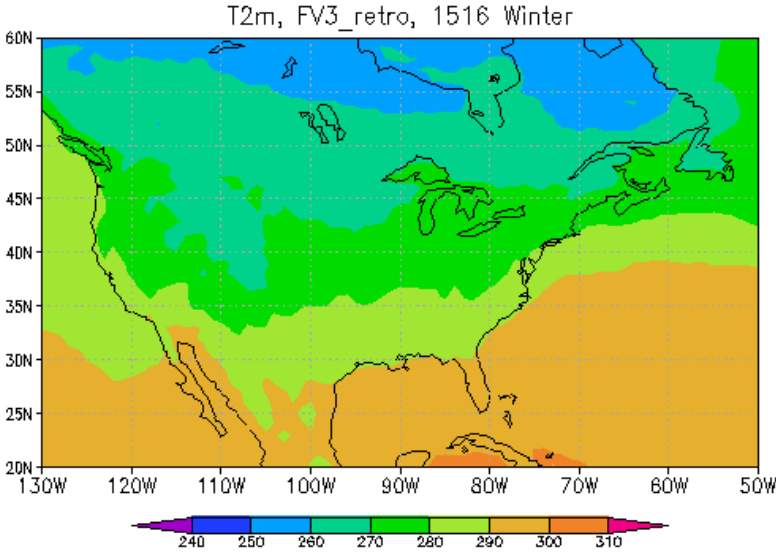 T2m, FV3_retro, 1516 Winter
60N
55N
50N
45N
40N
35N
30N
25N
20N
130W 120W 110W 100W 90W 80W 70W 60W 50W
240 250 260 270 280 290 300 310